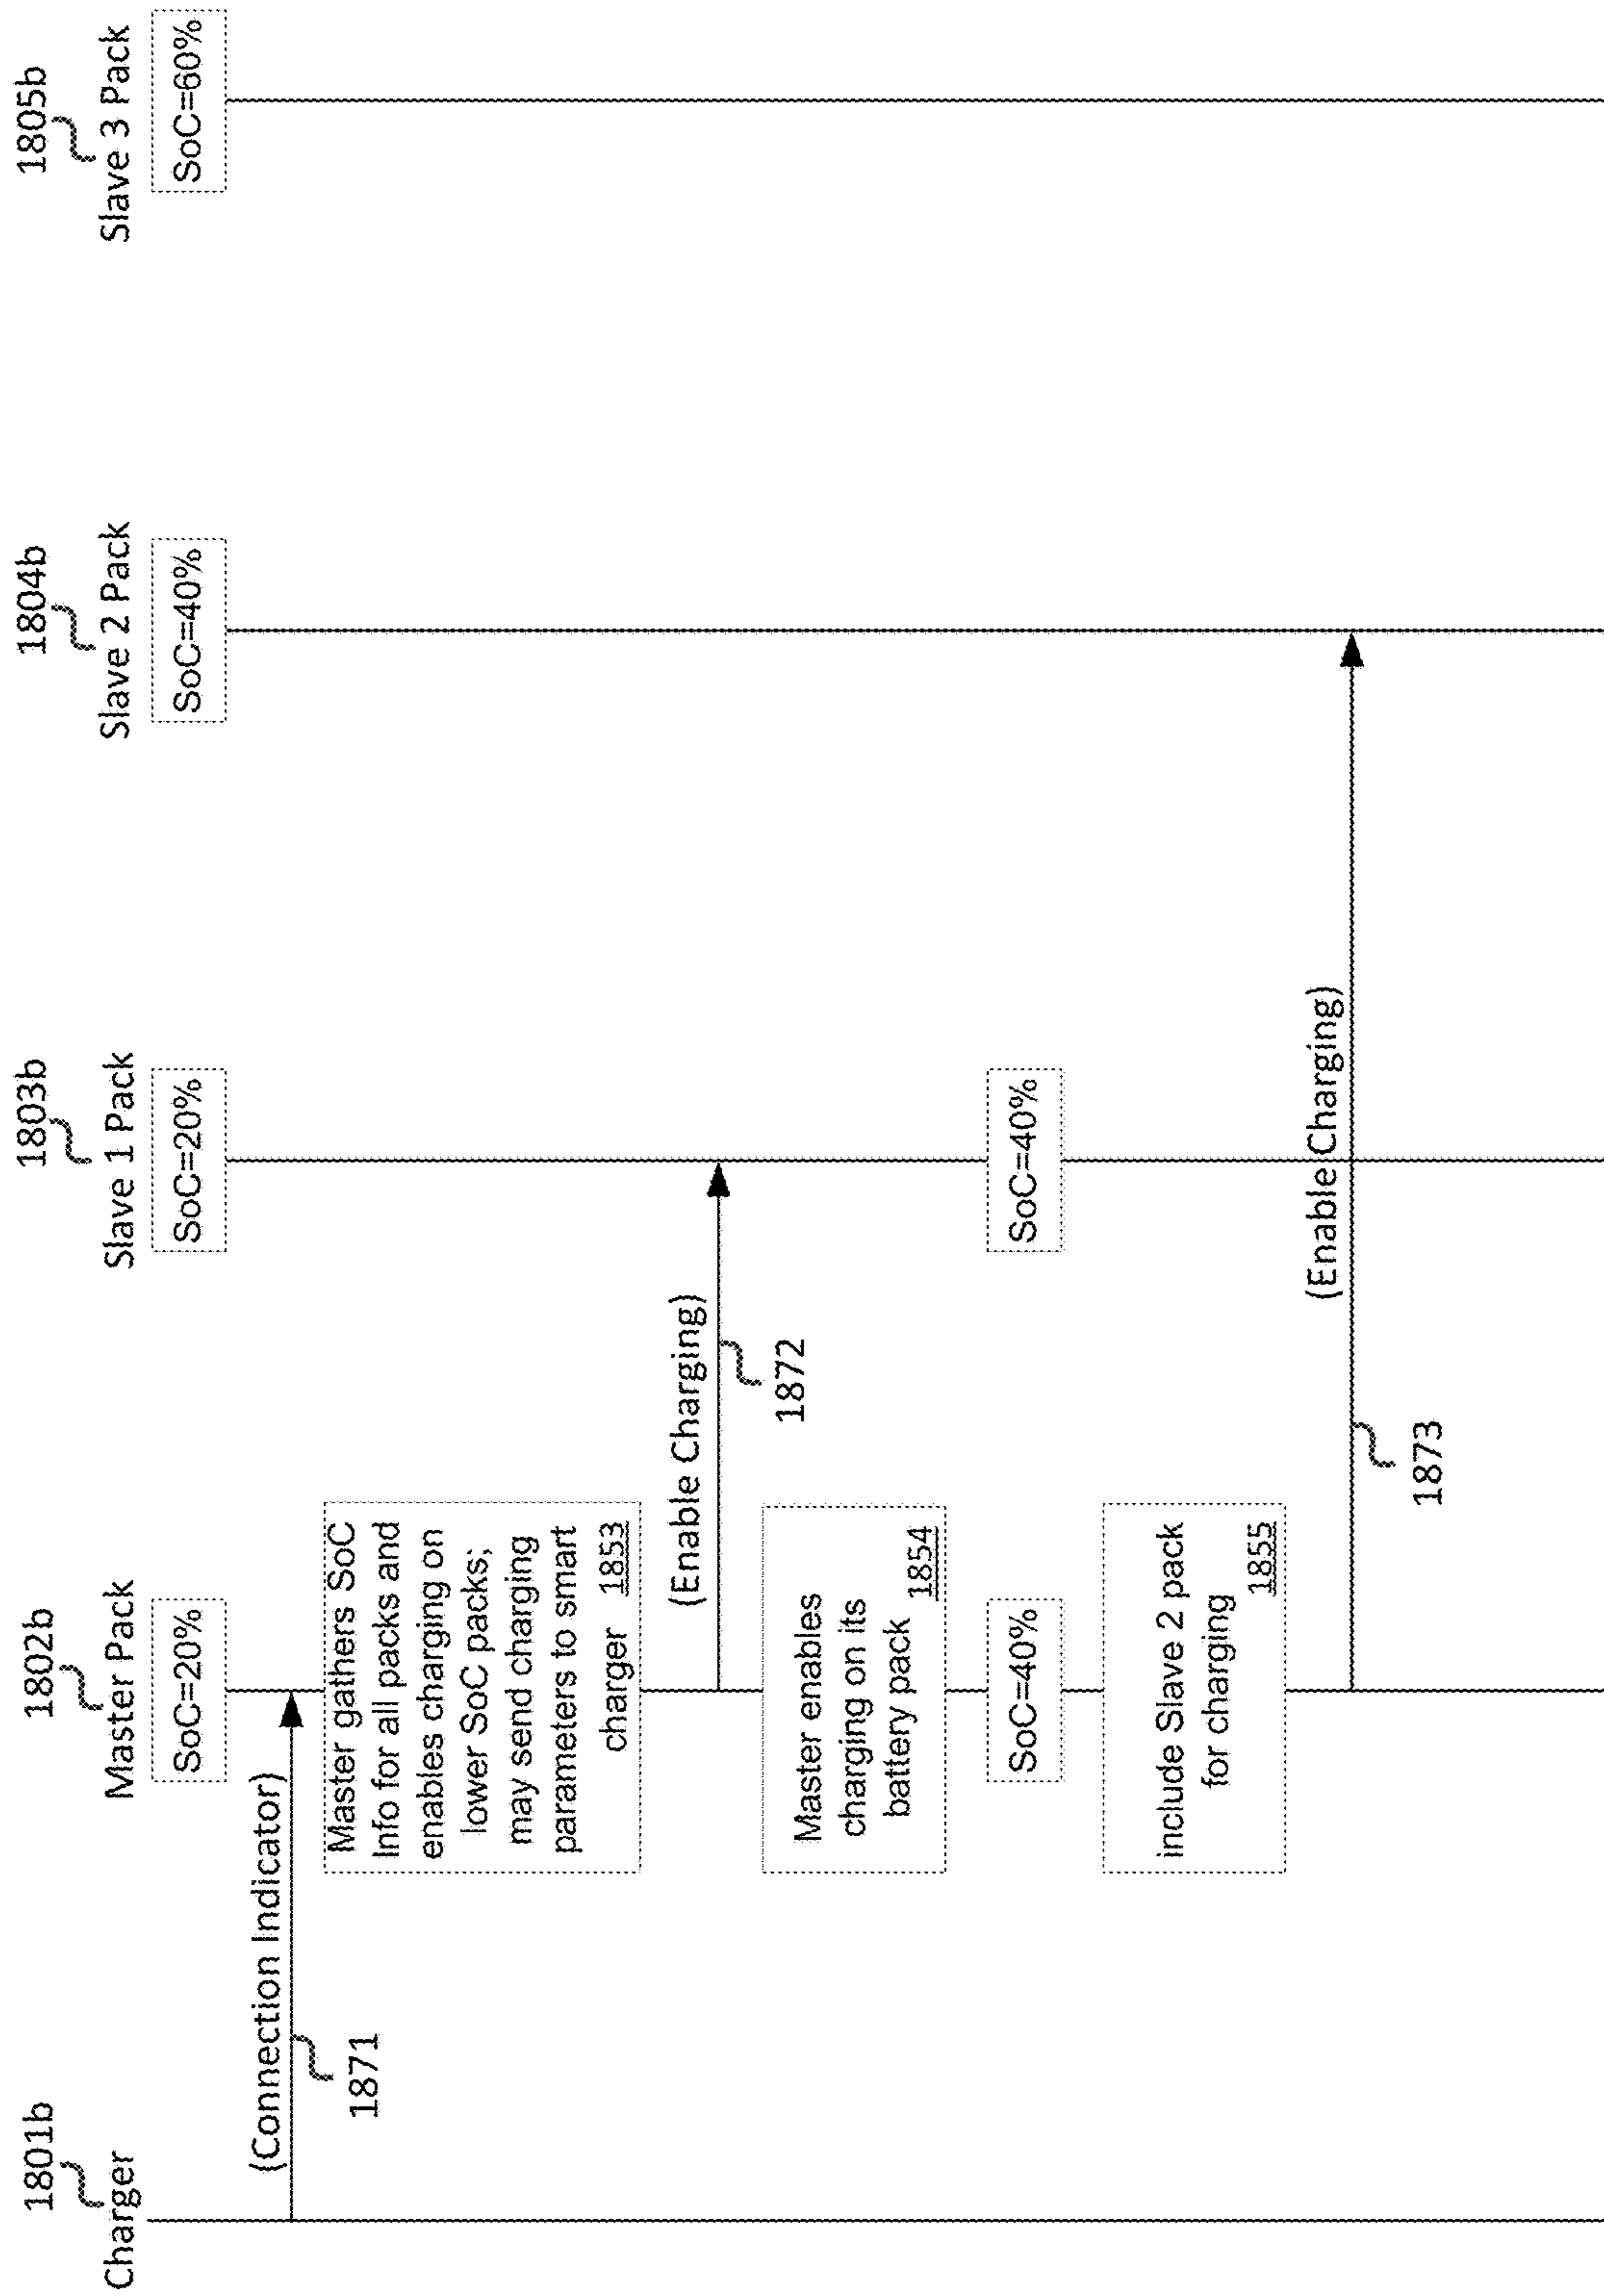 1801b
Charger
1802b
Master Pack
1803b
Slave 1 Pack
1804b
Slave 2 Pack
1805b
Slave 3 Pack
SoC=20%
SoC=20%
SoC=40%
SoC=60%
(Connection Indicator)
1871
Master gathers SoC
Info for all packs and
enables charging on
lower SoC packs;
may send charging
parameters to smart
charger 1853
(Enable Charging)
1872
Master enables
charging on its
battery pack 1854
SoC=40%
SoC=40%
include Slave 2 pack
for charging
1855
(Enable Charging)
1873